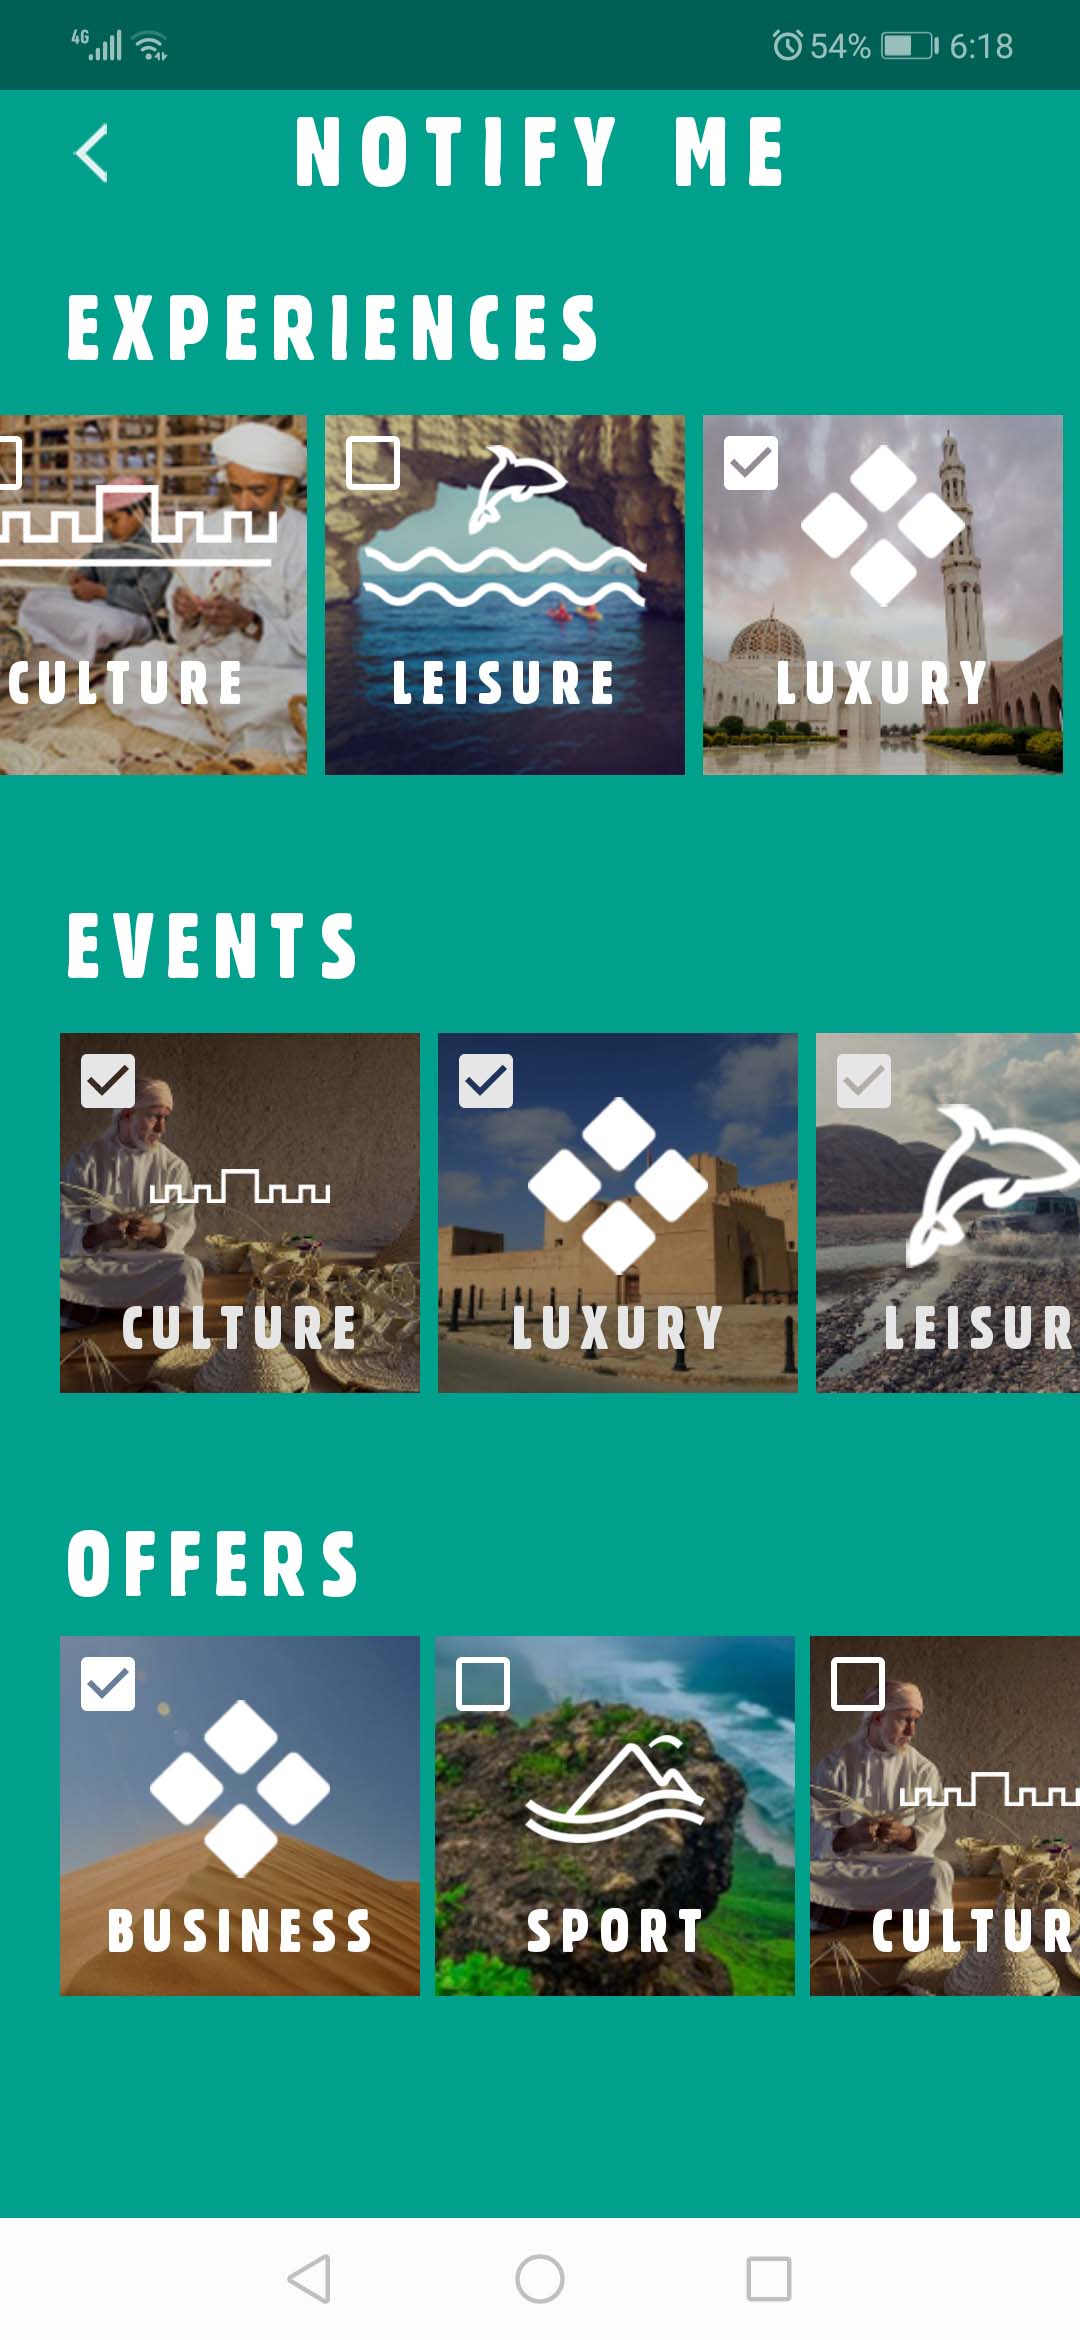 4G 54% 6:18
NOTIFY ME
EXPERIENCES
CULTURE LEISURE LUXURY
EVENTS
CULTURE LUXURY LEISUR
OFFERS
BUSINESS SPORT CULTUR